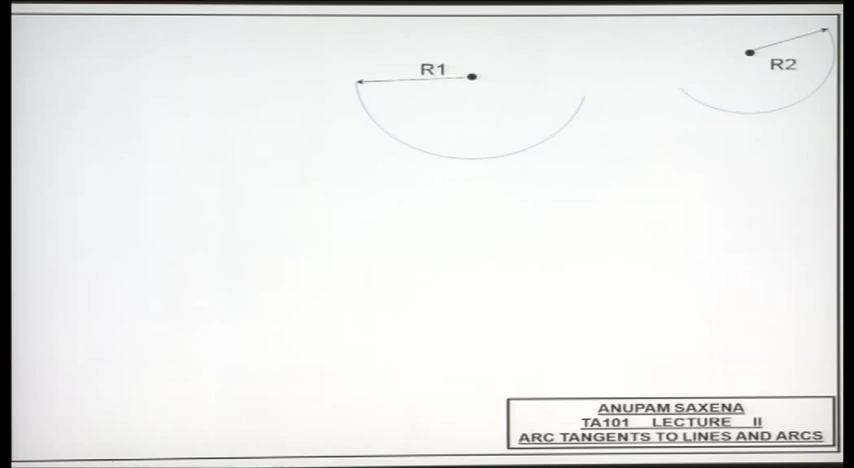 R1
R2
ANUPAM SAXENA
TA101 LECTURE II
ARC TANGENTS TO LINES AND ARCS